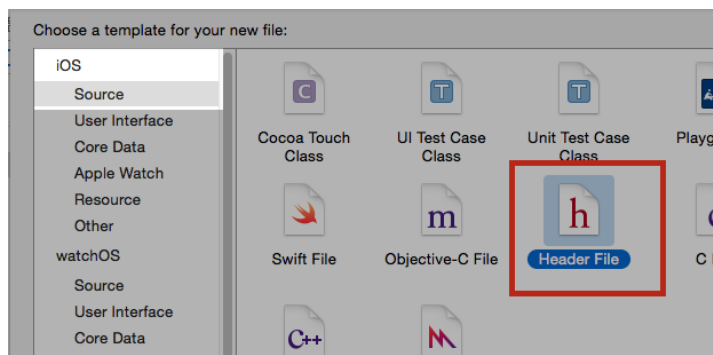 Choose a template for your new file:
iOS
Source
User Interface
Core Data
Apple Watch
Resource
Other
watchOS
Source
User Interface
Core Data
C
Cocoa Touch
Class
T
UI Test Case
Class
T
Unit Test Case
Class
Swift File
m
Objective-C File
h
Header File
C++